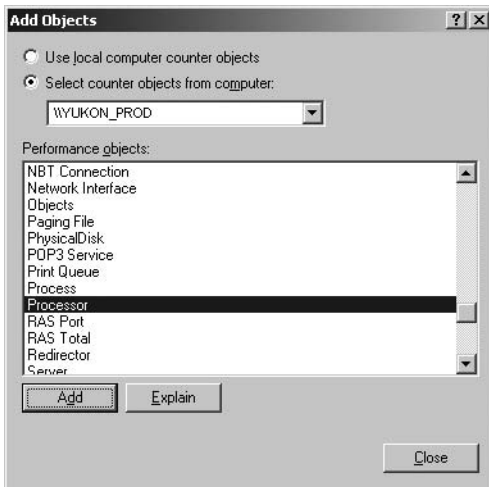 Add Objects
Use local computer counter objects
Select counter objects from computer:
\\YUKON_PROD
Performance objects:
NBT Connection
Network Interface
Objects
Paging File
PhysicalDisk
POP3 Service
Print Queue
Process
Processor
RAS Port
RAS Total
Redirector
Server
Add
Explain
Close